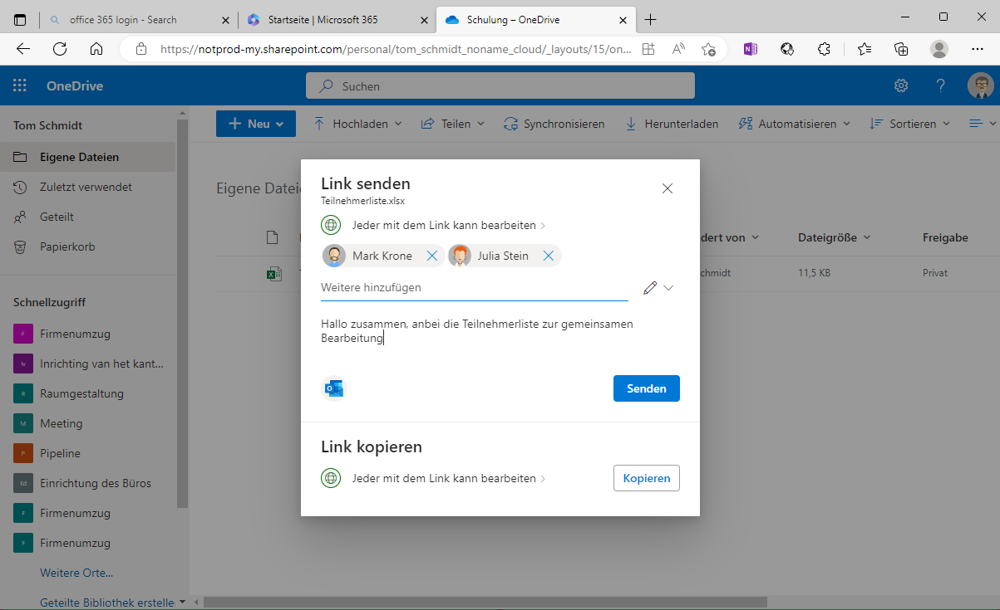 office 365 login - Search
Startseite | Microsoft 365
Schulung – OneDrive
https://notprod-my.sharepoint.com/personal/tom_schmidt_noname_cloud/_layouts/15/on...
OneDrive
Suchen
Tom Schmidt
Eigene Dateien
Zuletzt verwendet
Geteilt
Papierkorb
Schnellzugriff
Firmenumzug
Inrichting van het kant...
Raumgestaltung
Meeting
Pipeline
Einrichtung des Büros
Firmenumzug
Firmenumzug
Weitere Orte...
Geteilte Bibliothek erstelle
Neu
Hochladen
Teilen
Synchronisieren
Herunterladen
Automatisieren
Sortieren
Eigene Datei
dert von
Dateigröße
Freigabe
chmidt
11,5 KB
Privat
Link senden
Teilnehmerliste.xlsx
Jeder mit dem Link kann bearbeiten
Mark Krone
Julia Stein
Weitere hinzufügen
Hallo zusammen, anbei die Teilnehmerliste zur gemeinsamen
Bearbeitung
Senden
Link kopieren
Jeder mit dem Link kann bearbeiten
Kopieren